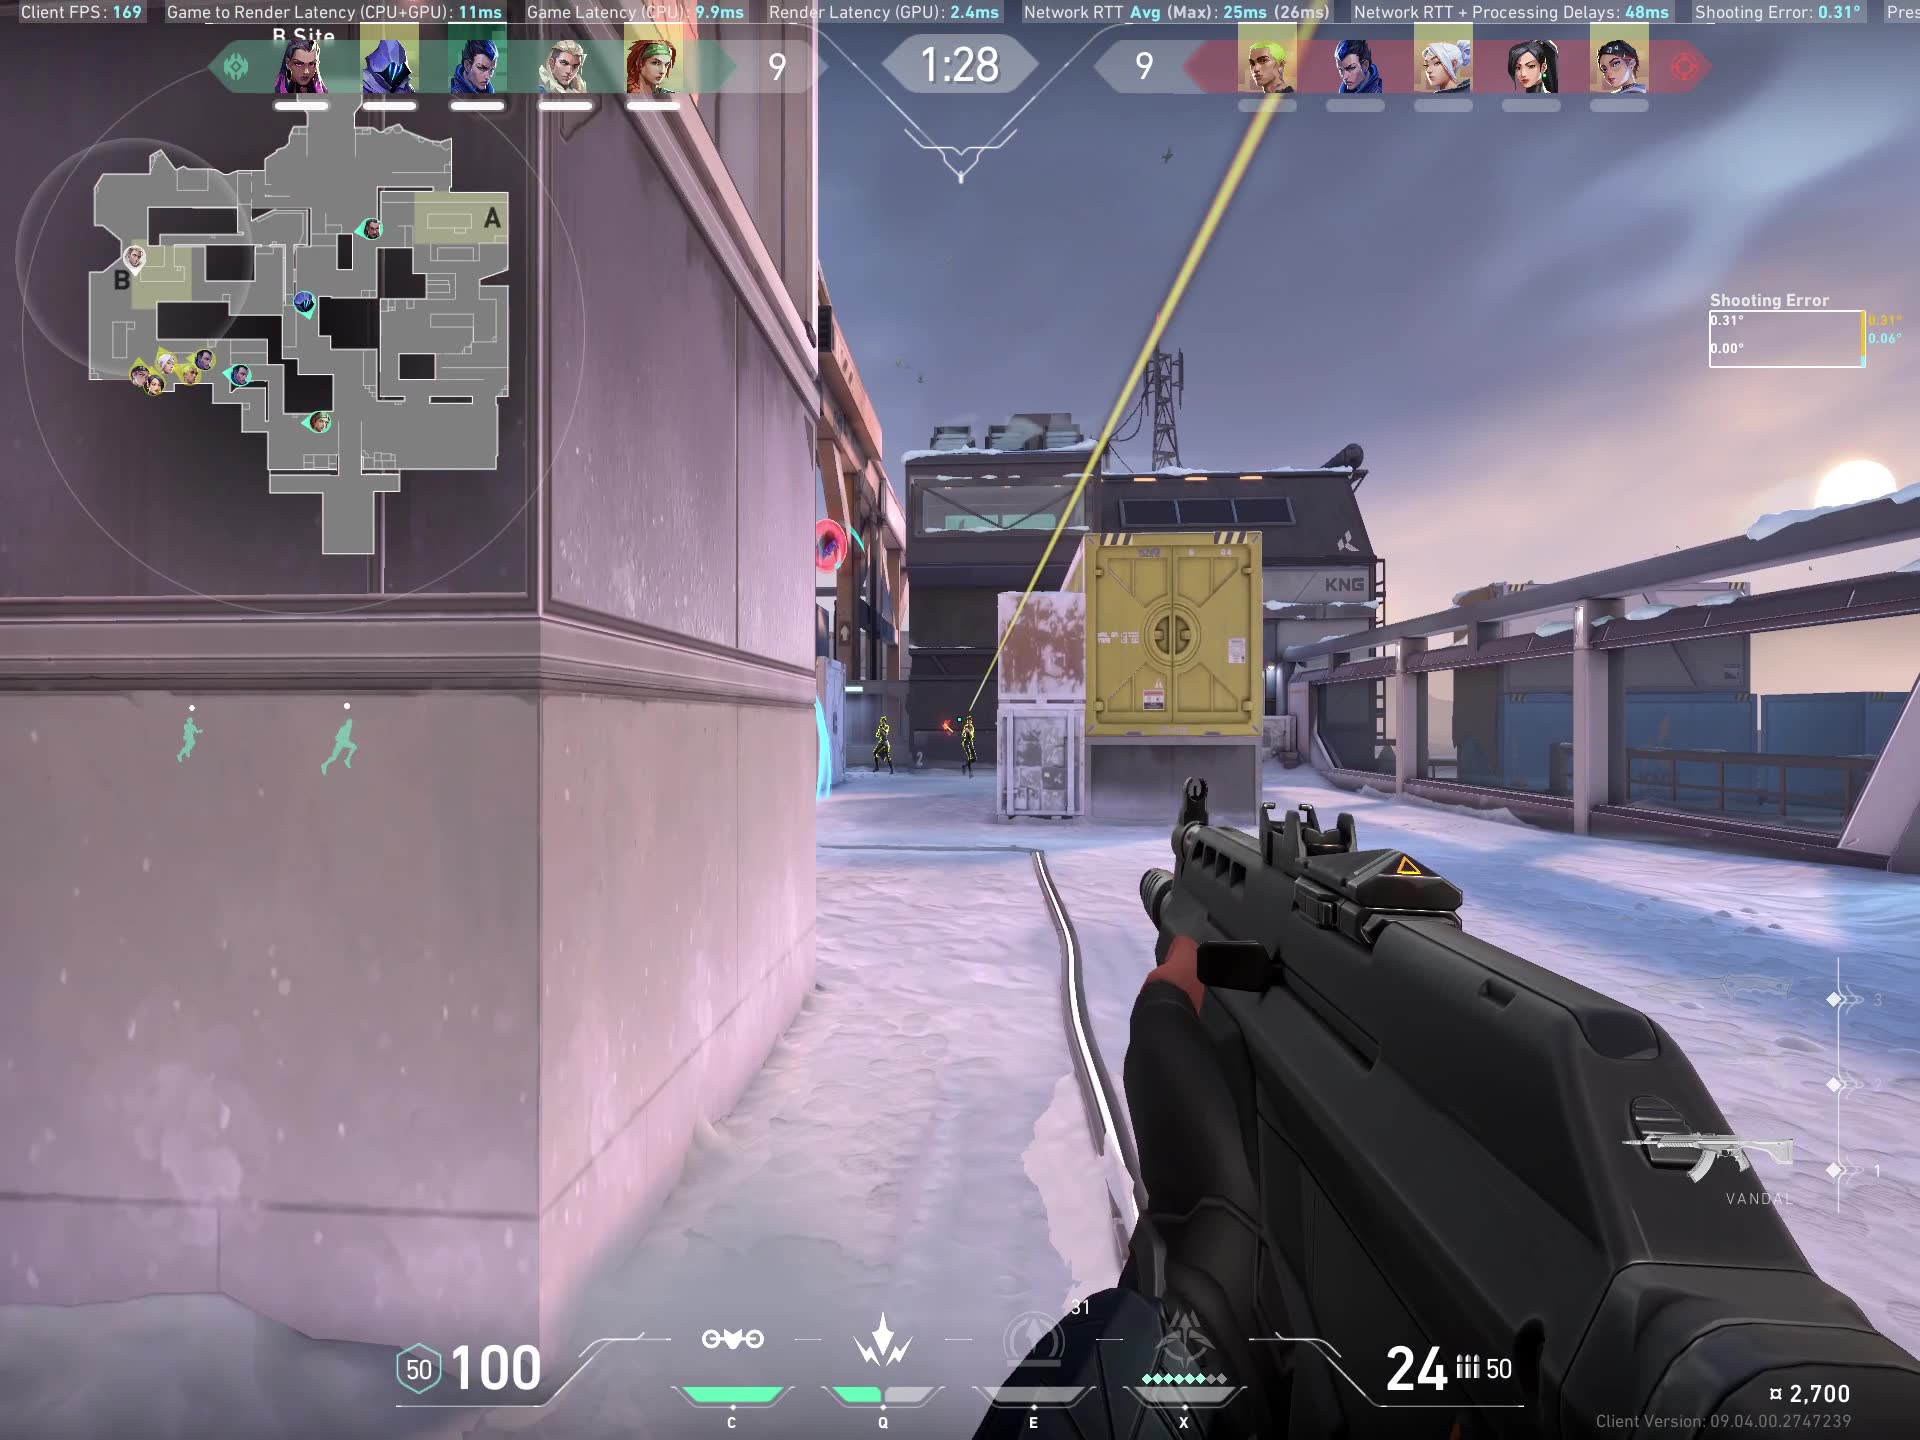 Client FPS: 169 Game to Render Latency (CPU+GPU): 11ms Game Latency (CPU): 9.9ms Render Latency (GPU): 2.4ms Network RTT Avg (Max): 25ms (26ms) Network RTT + Processing Delays: 48ms Shooting Error: 0.31° Pres
B Site
9
1:28
9
A
B
Shooting Error
0.31°
0.31°
0.06°
0.00°
KNG
2
3
2
1
VANDAL
31
50
100
24
50
C
Q
E
X
¤ 2,700
Client Version: 09.04.00.2747239